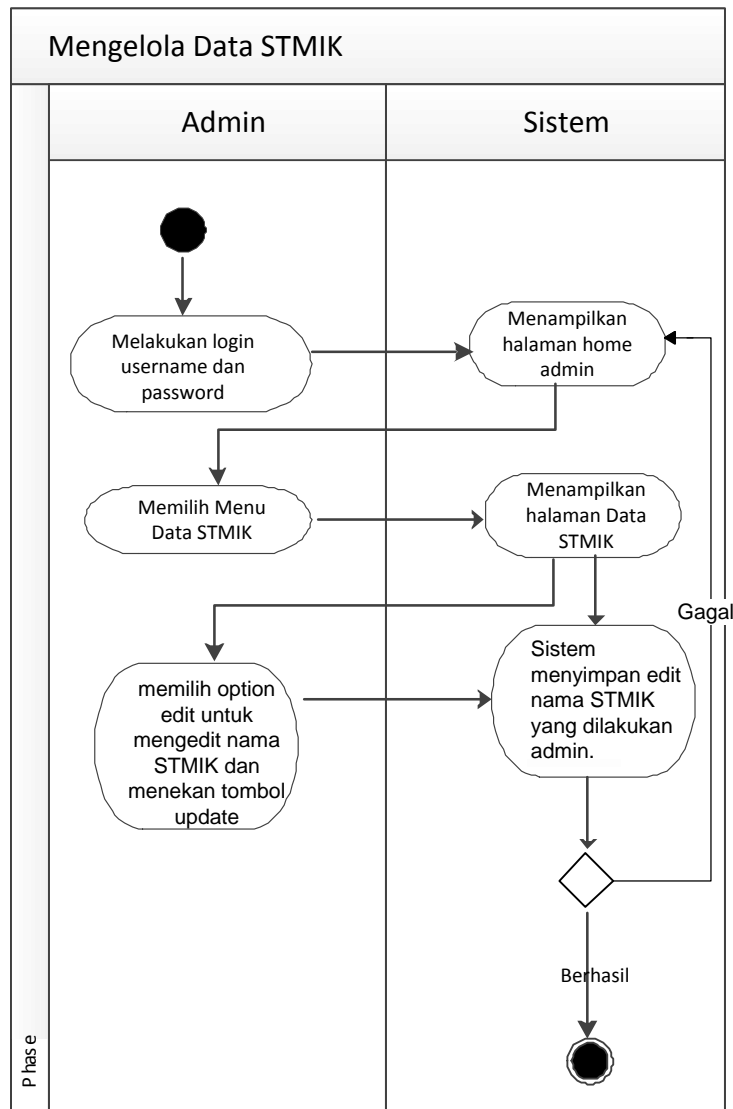 Mengelola Data STMIK
Admin
Sistem
Melakukan login
username dan
password
Menampilkan
halaman home
admin
Memilih Menu
Data STMIK
Menampilkan
halaman Data
STMIK
Gagal
memilih option
edit untuk
mengedit nama
STMIK dan
menekan tombol
update
Sistem
menyimpan edit
nama STMIK
yang dilakukan
admin.
Berhasil
Phase